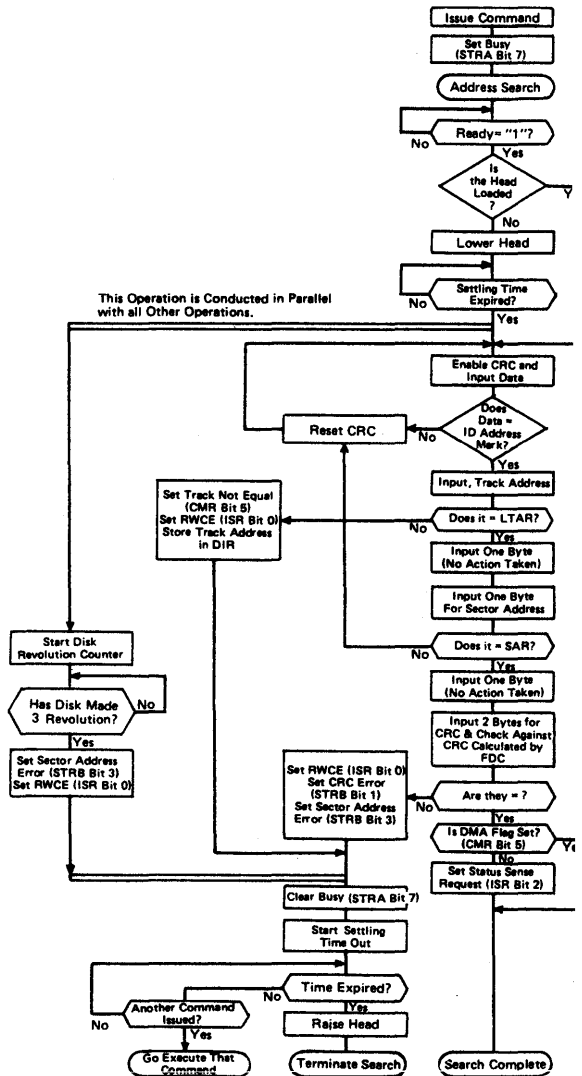 Issue Command
Set Busy
(STRA Bit 7)
Address Search
Ready= "1"?
No
Yes
Is
the Head
Loaded
?
Y
No
Lower Head
Settling Time
Expired?
No
Yes
This Operation is Conducted in Parallel
with all Other Operations.
Enable CRC and
Input Data
Does
Data =
ID Address
Mark?
No
Reset CRC
Yes
Input, Track Address
Does it = LTAR?
No
Set Track Not Equal
(CMR Bit 5)
Set RWCE (ISR Bit 0)
Store Track Address
in DIR
Yes
Input One Byte
(No Action Taken)
Input One Byte
For Sector Address
Does it = SAR?
No
Yes
Input One Byte
(No Action Taken)
Input 2 Bytes for
CRC & Check Against
CRC Calculated by
FDC
Start Disk
Revolution Counter
Has Disk Made
3 Revolution?
No
Yes
Set Sector Address
Error (STRB Bit 3)
Set RWCE (ISR Bit 0)
Set RWCE (ISR Bit 0)
Set CRC Error
(STRB Bit 1)
Set Sector Address
Error (STRB Bit 3)
Are they = ?
No
Yes
Is DMA Flag Set?
(CMR Bit 5)
Ye
No
Set Status Sense
Request (ISR Bit 2)
Clear Busy (STRA Bit 7)
Start Settling
Time Out
Time Expired?
No
Yes
Another Command
Issued?
No
Yes
Raise Head
Go Execute That
Command
Terminate Search
Search Complete